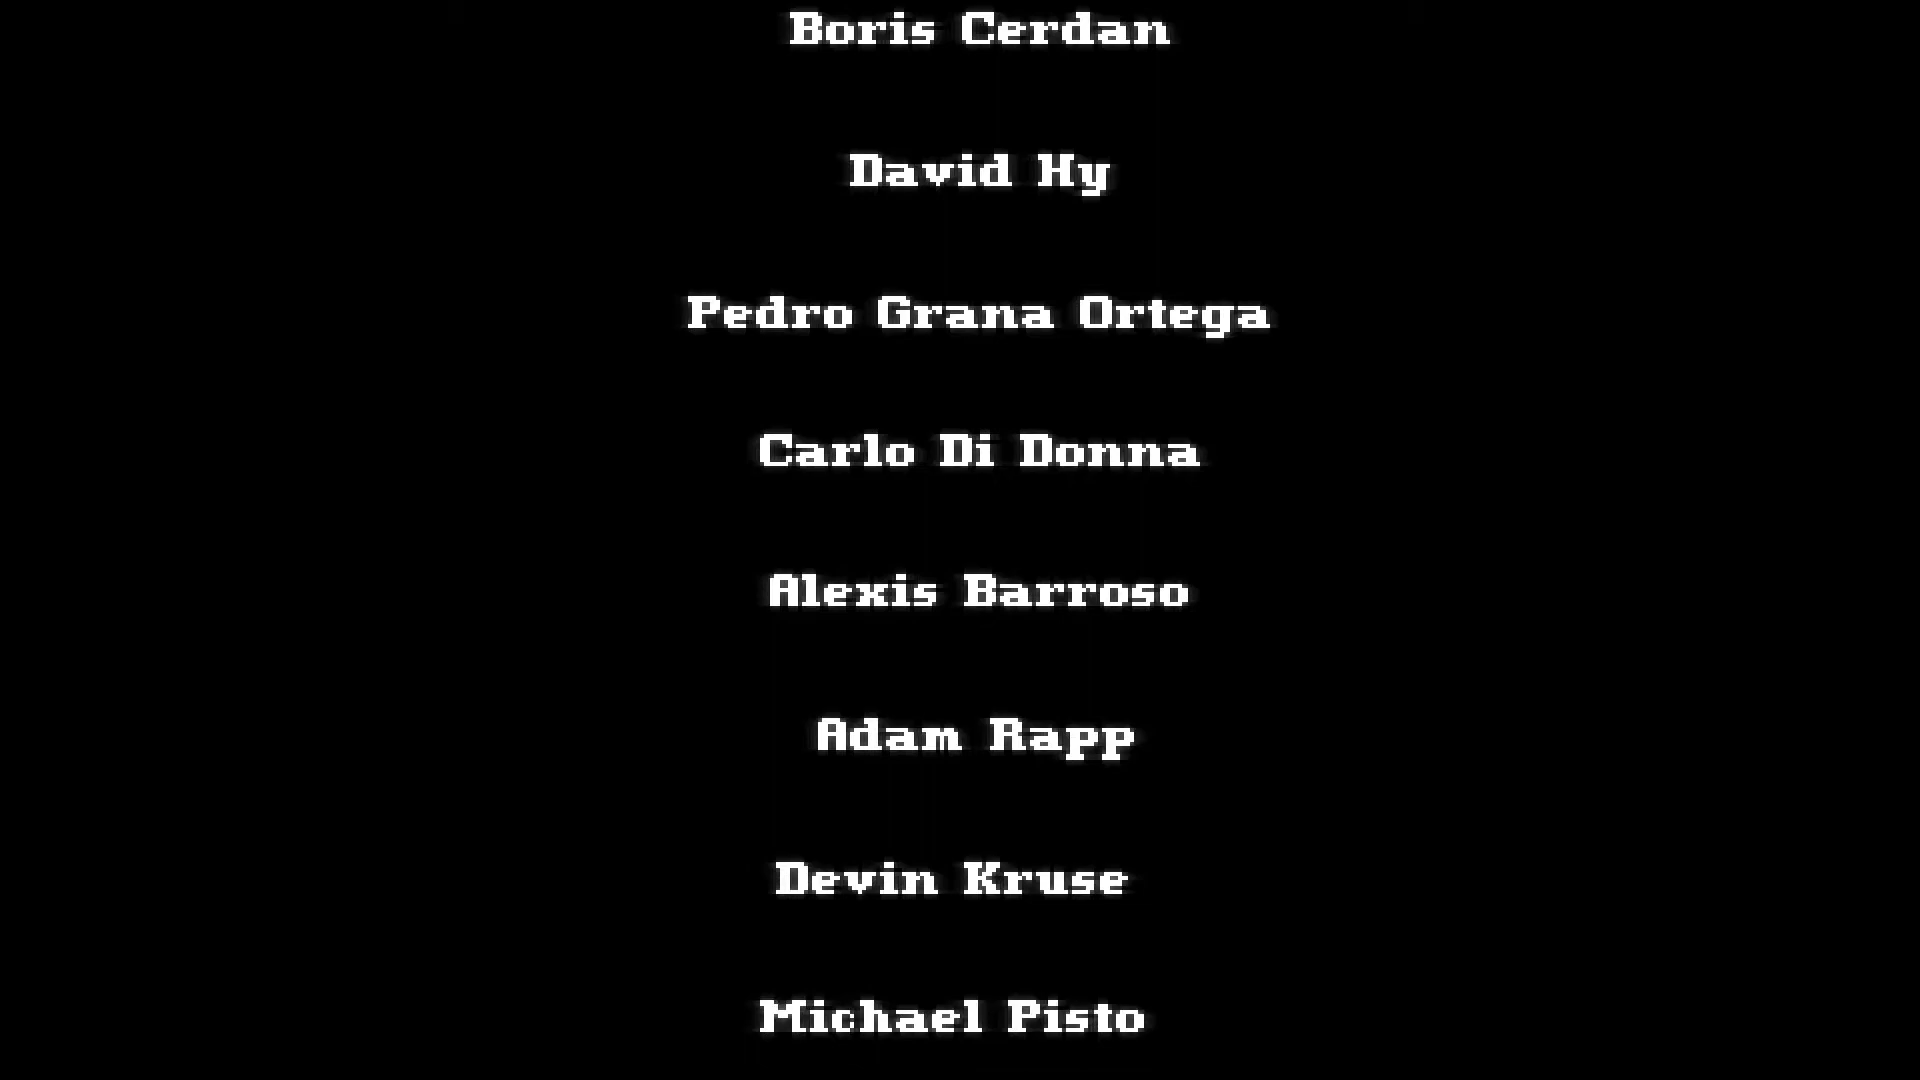 Boris Cerdan
David Hy
Pedro Grana Ortega
Carlo Di Donna
Alexis Barroso
Adam Rapp
Devin Kruse
Michael Pisto